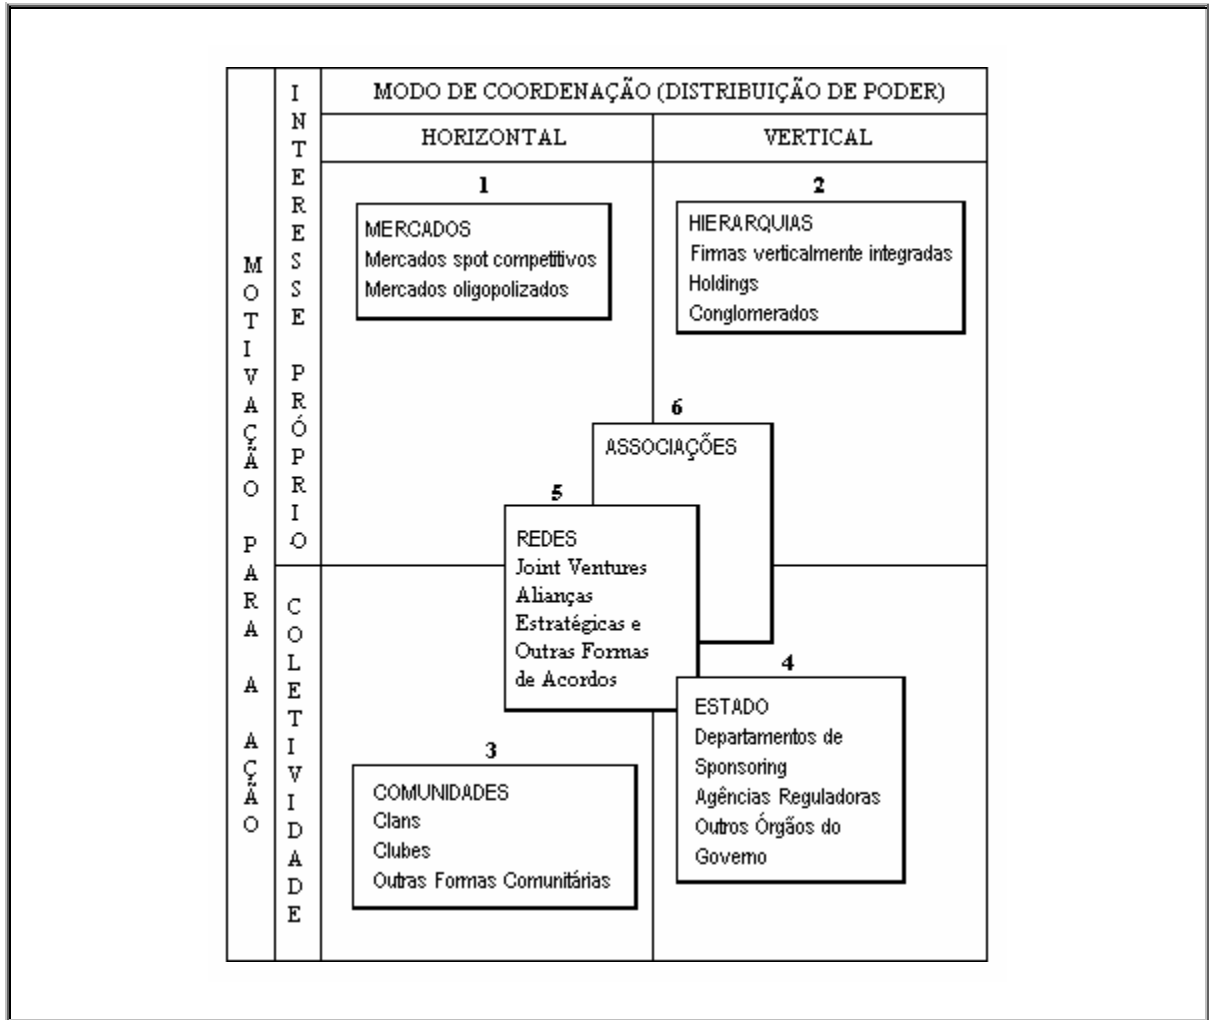 MOTIVAÇÃO PARA A AÇÃO
INTERESSE PRÓPRIO
COLETIVIDADE
MODO DE COORDENAÇÃO (DISTRIBUIÇÃO DE PODER)
HORIZONTAL
VERTICAL
1
MERCADOS
Mercados spot competitivos
Mercados oligopolizados
2
HIERARQUIAS
Firmas verticalmente integradas
Holdings
Conglomerados
6
ASSOCIAÇÕES
5
REDES
Joint Ventures
Alianças
Estratégicas e
Outras Formas
de Acordos
4
ESTADO
Departamentos de
Sponsoring
Agências Reguladoras
Outros Órgãos do
Governo
3
COMUNIDADES
Clans
Clubes
Outras Formas Comunitárias